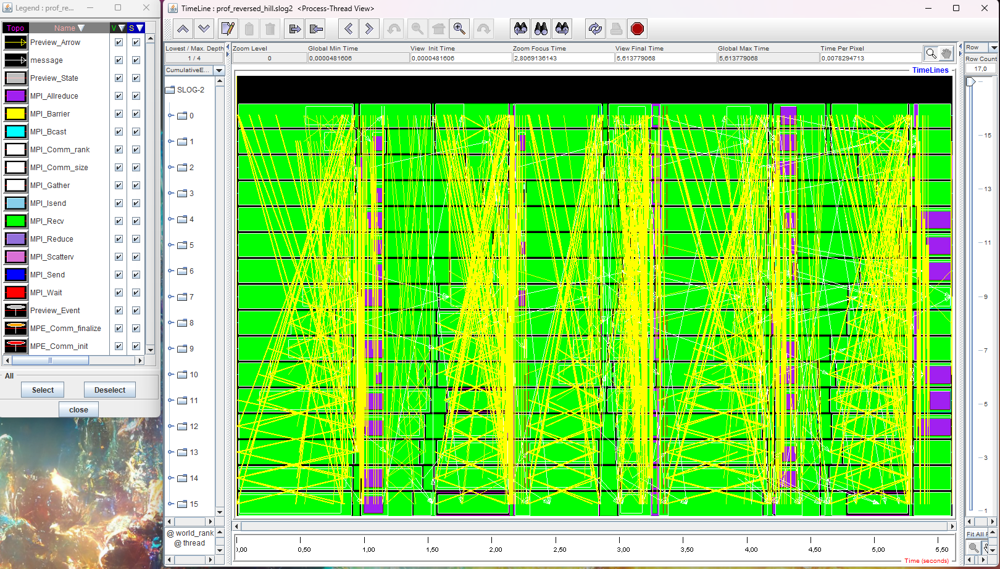 Legend : prof_re...
Topo Name V S
Preview_Arrow
message
Preview_State
MPI_Allreduce
MPI_Barrier
MPI_Bcast
MPI_Comm_rank
MPI_Comm_size
MPI_Gather
MPI_Isend
MPI_Recv
MPI_Reduce
MPI_Scatterv
MPI_Send
MPI_Wait
Preview_Event
MPE_Comm_finalize
MPE_Comm_init
All
Select Deselect
close
TimeLine : prof_reversed_hill.slog2 <Process-Thread View>
Lowest / Max. Depth
1 / 4
Zoom Level Global Min Time View Init Time Zoom Focus Time View Final Time Global Max Time Time Per Pixel
0 0,0000481606 0,0000481606 2,8069136143 5,613779068 5,613779068 0,0078294713
Row
Row Count
17,0
CumulativeE...
TimeLines
SLOG-2
0
1
2
3
4
5
6
7
8
9
10
11
12
13
14
15
15
13
11
9
7
5
3
1
@ world_rank
@ thread
Fit All
0,00 0,50 1,00 1,50 2,00 2,50 3,00 3,50 4,00 4,50 5,00 5,50
Time (seconds)